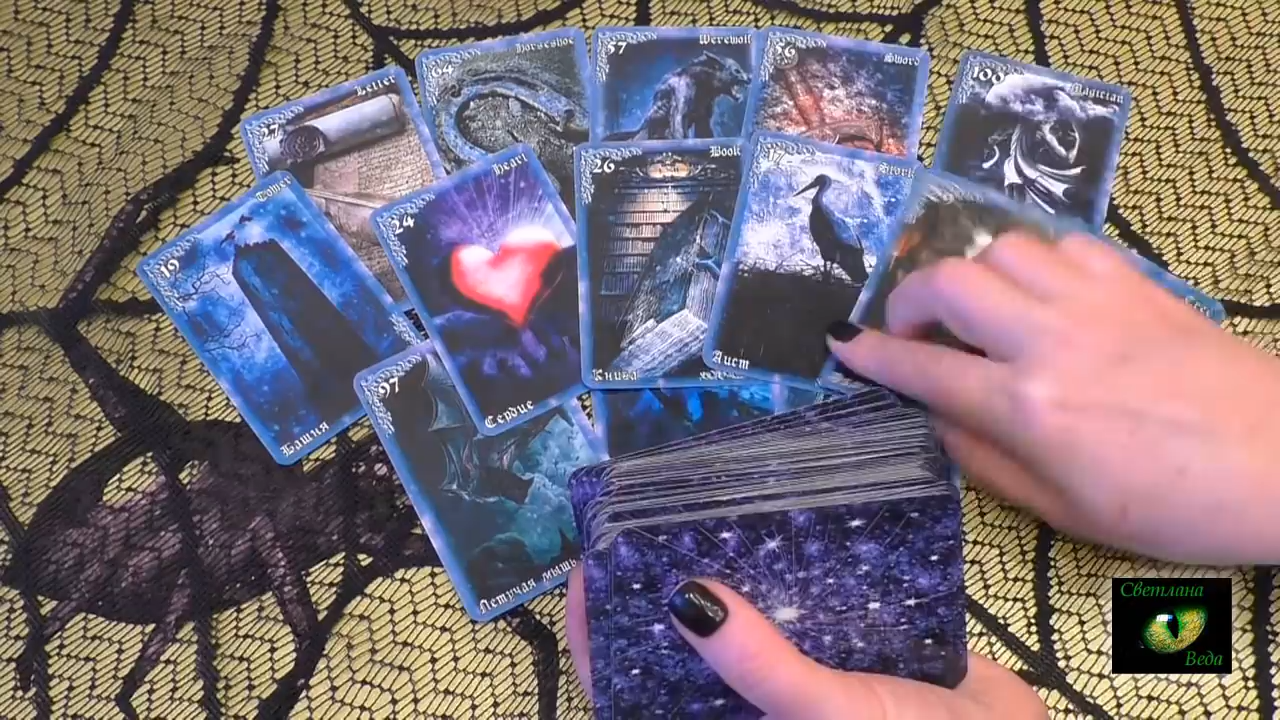 27
Letter
64
Horseshoe
57
Werewolf
56
Sword
100
Magician
19
Tower
Башня
24
Heart
Сердце
26
Book
Книга
17
Stork
Аист
97
Летучая мышь
Светлана
Веда